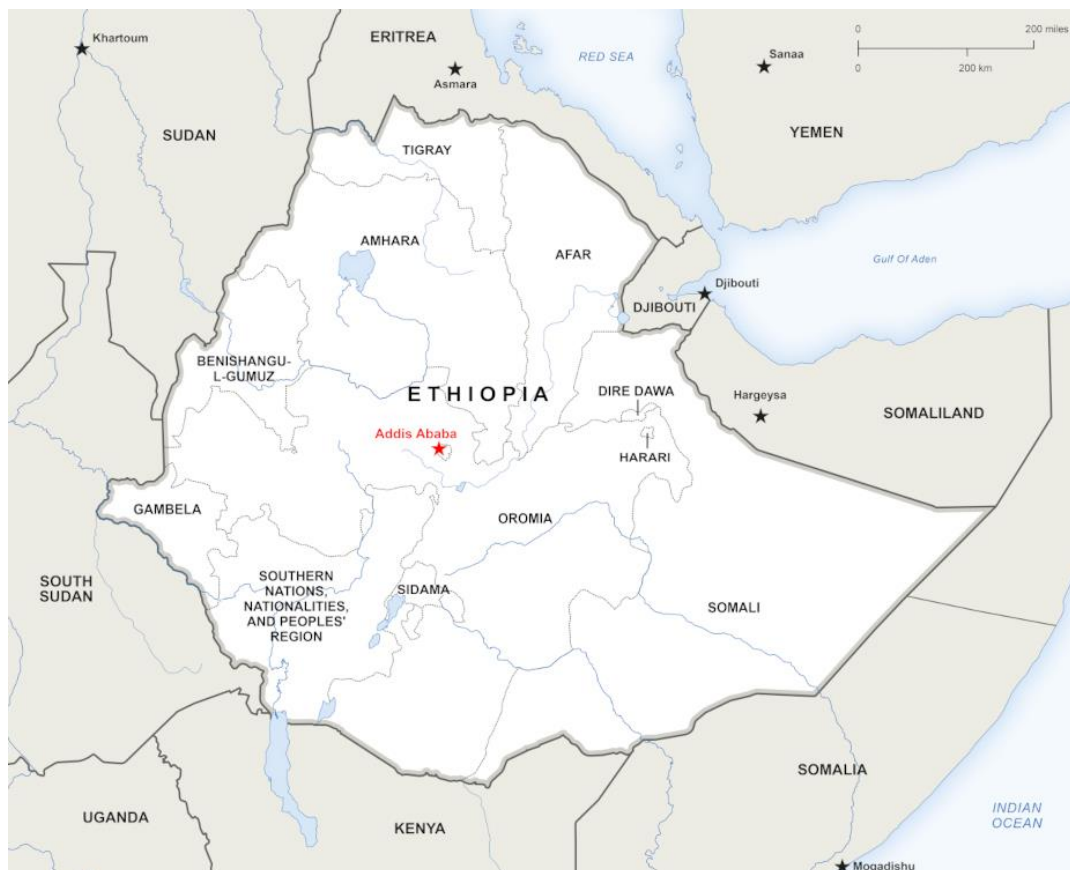 Khartoum
ERITREA
Asmara
RED SEA
Sanaa
0 200 miles
0 200 km
SUDAN
YEMEN
TIGRAY
AMHARA
AFAR
Gulf Of Aden
Djibouti
DJIBOUTI
BENISHANGU-
L-GUMUZ
ETHIOPIA
DIRE DAWA
Hargeysa
SOMALILAND
Addis Ababa
HARARI
GAMBELA
OROMIA
SOUTH
SUDAN
SOUTHERN
NATIONS,
NATIONALITIES,
AND PEOPLES'
REGION
SIDAMA
SOMALI
SOMALIA
UGANDA
KENYA
INDIAN
OCEAN
Mogadishu